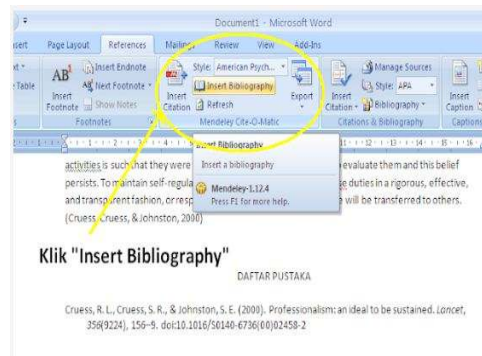 Document1 - Microsoft Word
Page Layout References Mailings Review View Add-Ins
Insert Endnote
Next Footnote
Show Notes
AB¹
Insert Footnote
Footnotes
Insert Citation
Style: American Psych...
Insert Bibliography
Refresh
Export
Mendeley Cite-O-Matic
Insert Citation
Manage Sources
Style: APA
Bibliography
Citations & Bibliography
Insert Caption
Captions
Insert Bibliography
Insert a bibliography
Mendeley-1.12.4
Press F1 for more help.
activities is such that they were evaluate them and this belief
persists. To maintain self-regula duties in a rigorous, effective,
and transparent fashion, or resp will be transferred to others.
(Cruess, Cruess, & Johnston, 2000)
Klik "Insert Bibliography"
DAFTAR PUSTAKA
Cruess, R. L., Cruess, S. R., & Johnston, S. E. (2000). Professionalism: an ideal to be sustained. Lancet,
356(9224), 156–9. doi:10.1016/S0140-6736(00)02458-2